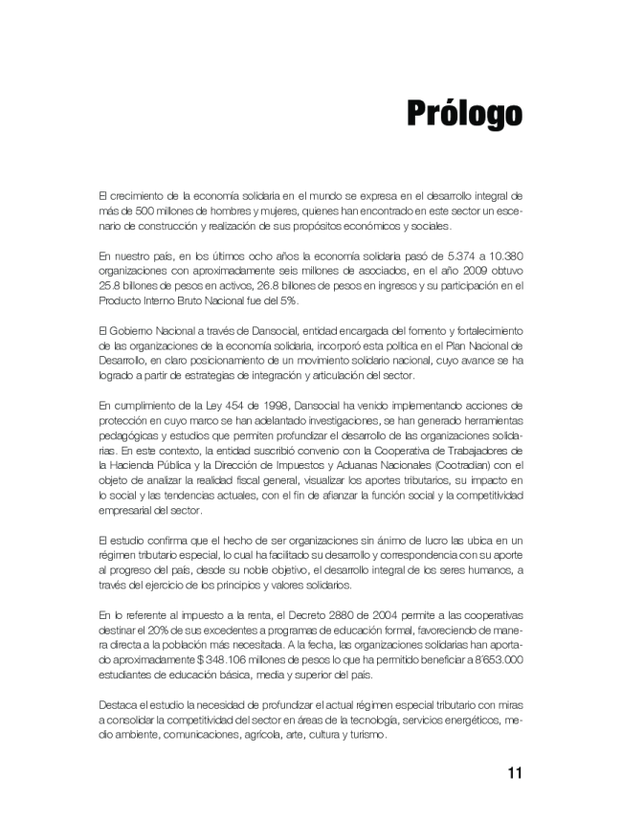 Prólogo
El crecimiento de la economía solidaria en el mundo se expresa en el desarrollo integral de
más de 500 millones de hombres y mujeres, quienes han encontrado en este sector un esce-
nario de construcción y realización de sus propósitos económicos y sociales.
En nuestro país, en los últimos ocho años la economía solidaria pasó de 5.374 a 10.380
organizaciones con aproximadamente seis millones de asociados, en el año 2009 obtuvo
25.8 billones de pesos en activos, 26.8 billones de pesos en ingresos y su participación en el
Producto Interno Bruto Nacional fue del 5%.
El Gobierno Nacional a través de Dansocial, entidad encargada del fomento y fortalecimiento
de las organizaciones de la economía solidaria, incorporó esta política en el Plan Nacional de
Desarrollo, en claro posicionamiento de un movimiento solidario nacional, cuyo avance se ha
logrado a partir de estrategias de integración y articulación del sector.
En cumplimiento de la Ley 454 de 1998, Dansocial ha venido implementando acciones de
protección en cuyo marco se han adelantado investigaciones, se han generado herramientas
pedagógicas y estudios que permiten profundizar el desarrollo de las organizaciones solida-
rias. En este contexto, la entidad suscribió convenio con la Cooperativa de Trabajadores de
la Hacienda Pública y la Dirección de Impuestos y Aduanas Nacionales (Cootradian) con el
objeto de analizar la realidad fiscal general, visualizar los aportes tributarios, su impacto en
lo social y las tendencias actuales, con el fin de afianzar la función social y la competitividad
empresarial del sector.
El estudio confirma que el hecho de ser organizaciones sin ánimo de lucro las ubica en un
régimen tributario especial, lo cual ha facilitado su desarrollo y correspondencia con su aporte
al progreso del país, desde su noble objetivo, el desarrollo integral de los seres humanos, a
través del ejercicio de los principios y valores solidarios.
En lo referente al impuesto a la renta, el Decreto 2880 de 2004 permite a las cooperativas
destinar el 20% de sus excedentes a programas de educación formal, favoreciendo de mane-
ra directa a la población más necesitada. A la fecha, las organizaciones solidarias han aporta-
do aproximadamente $ 348.106 millones de pesos lo que ha permitido beneficiar a 8'653.000
estudiantes de educación básica, media y superior del país.
Destaca el estudio la necesidad de profundizar el actual régimen especial tributario con miras
a consolidar la competitividad del sector en áreas de la tecnología, servicios energéticos, me-
dio ambiente, comunicaciones, agrícola, arte, cultura y turismo.
11